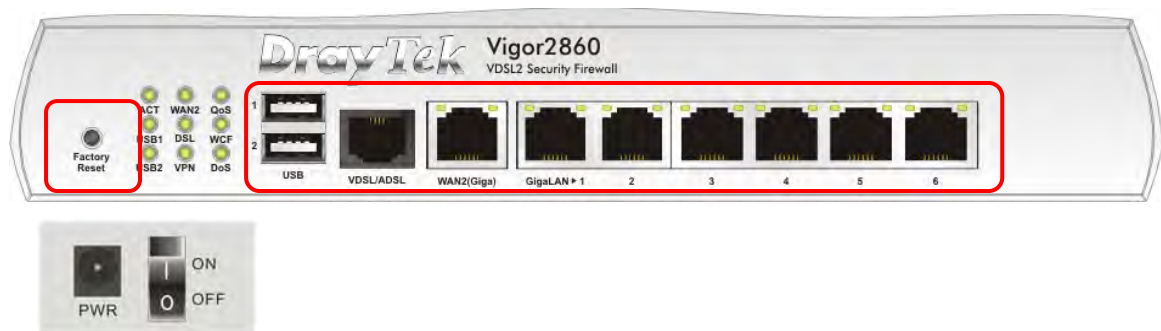 DrayTek
Vigor2860
VDSL2 Security Firewall
Factory
Reset
ACT WAN2 QoS
USB1 DSL WCF
USB2 VPN DoS
1
2
USB
VDSL/ADSL
WAN2(Giga)
GigaLAN ▶ 1
2
3
4
5
6
PWR
I
ON
O
OFF